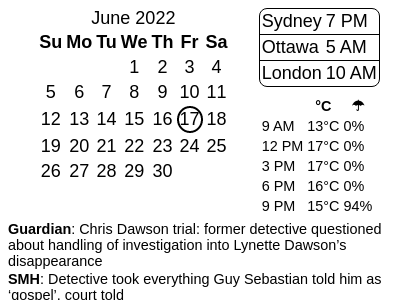 June 2022
Su Mo Tu We Th Fr Sa
1 2 3 4
5 6 7 8 9 10 11
12 13 14 15 16 17 18
19 20 21 22 23 24 25
26 27 28 29 30
Sydney 7 PM
Ottawa 5 AM
London 10 AM
°C ☂
9 AM 13°C 0%
12 PM 17°C 0%
3 PM 17°C 0%
6 PM 16°C 0%
9 PM 15°C 94%
Guardian: Chris Dawson trial: former detective questioned
about handling of investigation into Lynette Dawson’s
disappearance
SMH: Detective took everything Guy Sebastian told him as
‘gospel’, court told